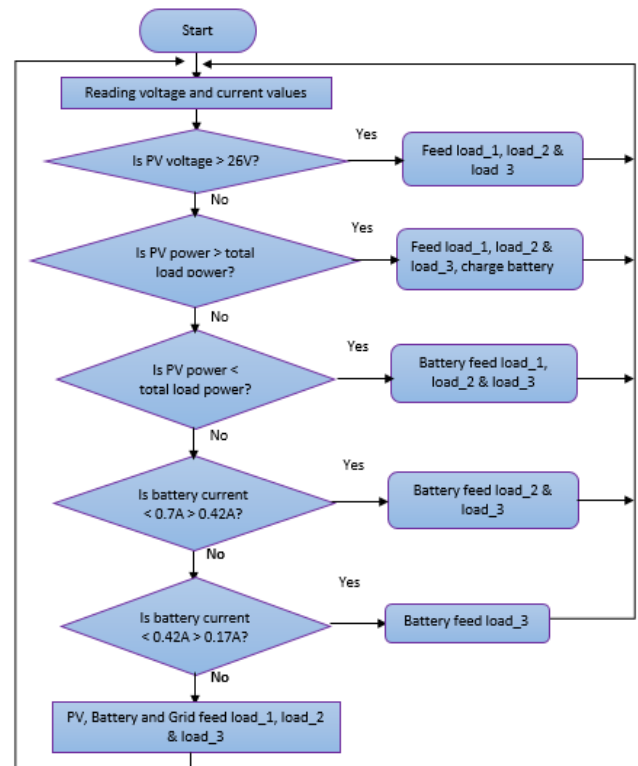 Start
Reading voltage and current values
Is PV voltage > 26V?
Yes
Feed load_1, load_2 &
load_3
No
Is PV power > total
load power?
Yes
Feed load_1, load_2 &
load_3, charge battery
No
Is PV power <
total load power?
Yes
Battery feed load_1,
load_2 & load_3
No
Is battery current
< 0.7A > 0.42A?
Yes
Battery feed load_2 &
load_3
No
Is battery current
< 0.42A > 0.17A?
Yes
Battery feed load_3
No
PV, Battery and Grid feed load_1, load_2
& load_3